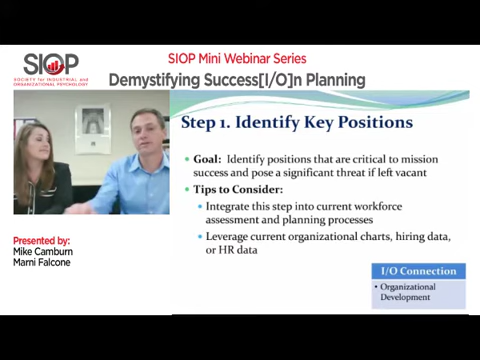 SIOP
SOCIETY for INDUSTRIAL and
ORGANIZATIONAL PSYCHOLOGY
SIOP Mini Webinar Series
Demystifying Success[I/O]n Planning
Step 1. Identify Key Positions
• Goal: Identify positions that are critical to mission
success and pose a significant threat if left vacant
• Tips to Consider:
• Integrate this step into current workforce
assessment and planning processes
• Leverage current organizational charts, hiring data,
or HR data
I/O Connection
• Organizational
Development
Presented by:
Mike Camburn
Marni Falcone